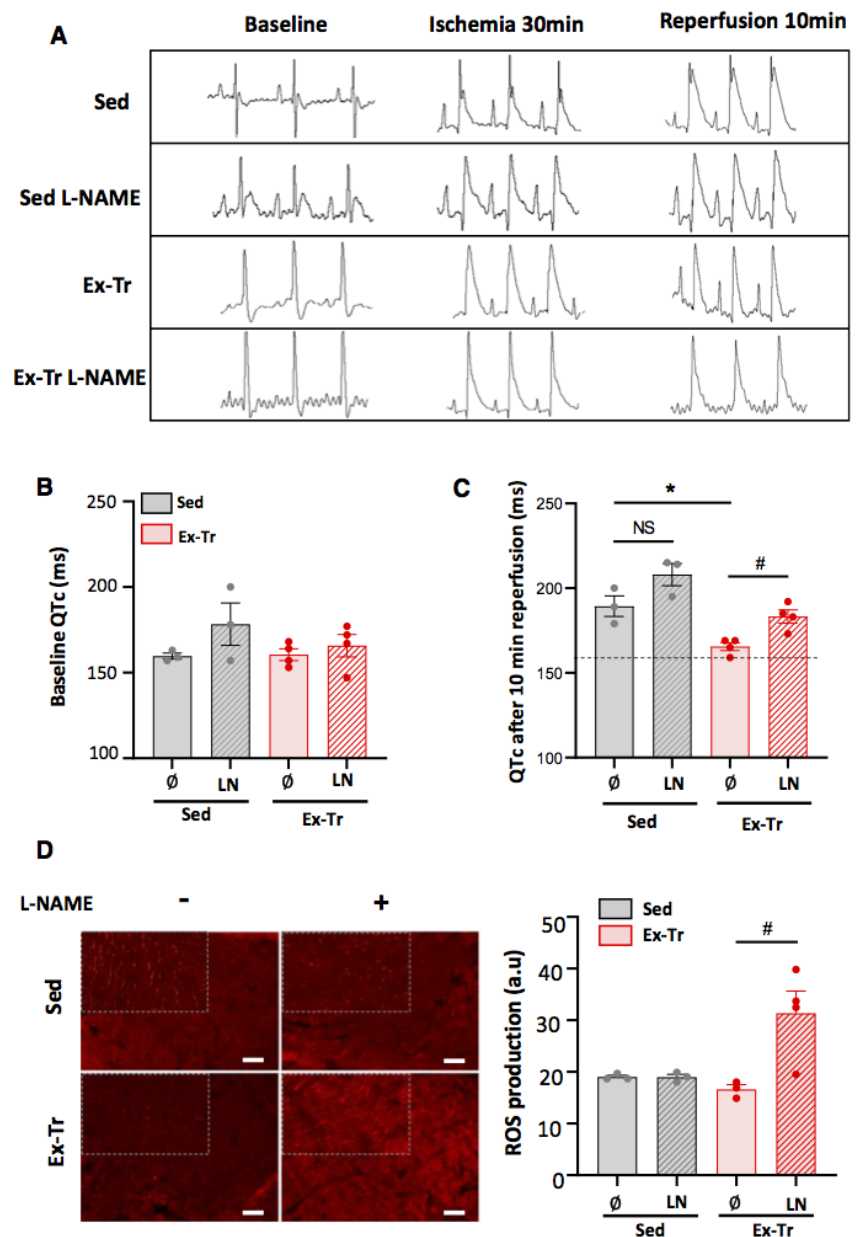 A
Baseline Ischemia 30min Reperfusion 10min
Sed
Sed L-NAME
Ex-Tr
Ex-Tr L-NAME
B
Sed
Ex-Tr
Baseline QTc (ms)
250
200
150
100
Ø LN Ø LN
Sed Ex-Tr
C
QTc after 10 min reperfusion (ms)
250
200
150
100
*
NS
#
Ø LN Ø LN
Sed Ex-Tr
D
L-NAME - +
Sed
Ex-Tr
Sed
Ex-Tr
#
ROS production (a.u)
50
40
30
20
10
0
Ø LN Ø LN
Sed Ex-Tr